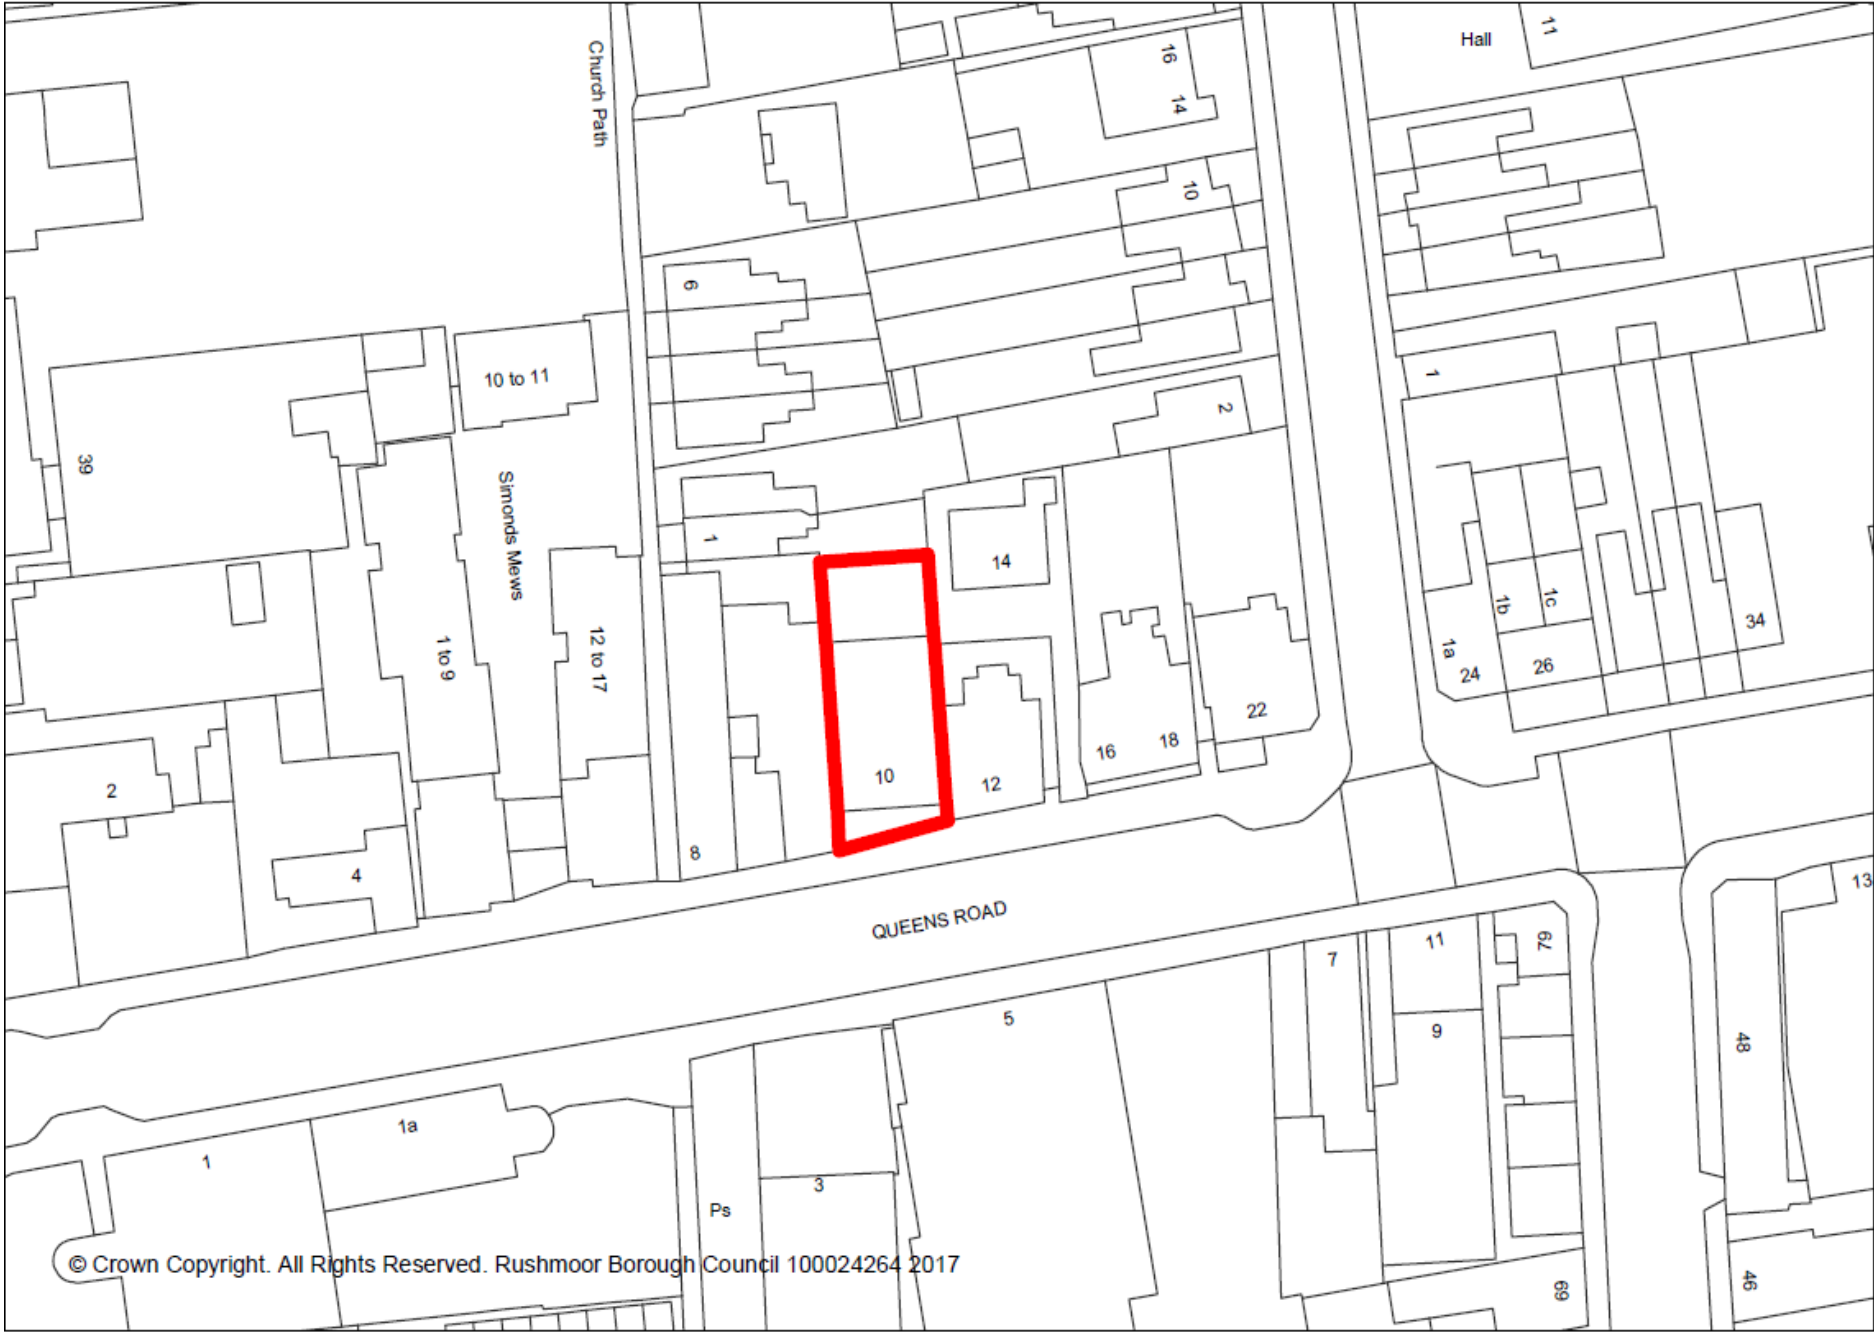 Church Path
16
14
Hall
11
10
6
10 to 11
2
1
39
Simonds Mews
1
14
1b
1c
34
1 to 9
12 to 17
1a
24
26
22
16
18
10
12
2
8
4
QUEENS ROAD
13
7
11
79
5
9
48
1a
1
3
Ps
© Crown Copyright. All Rights Reserved. Rushmoor Borough Council 100024264 2017
69
46